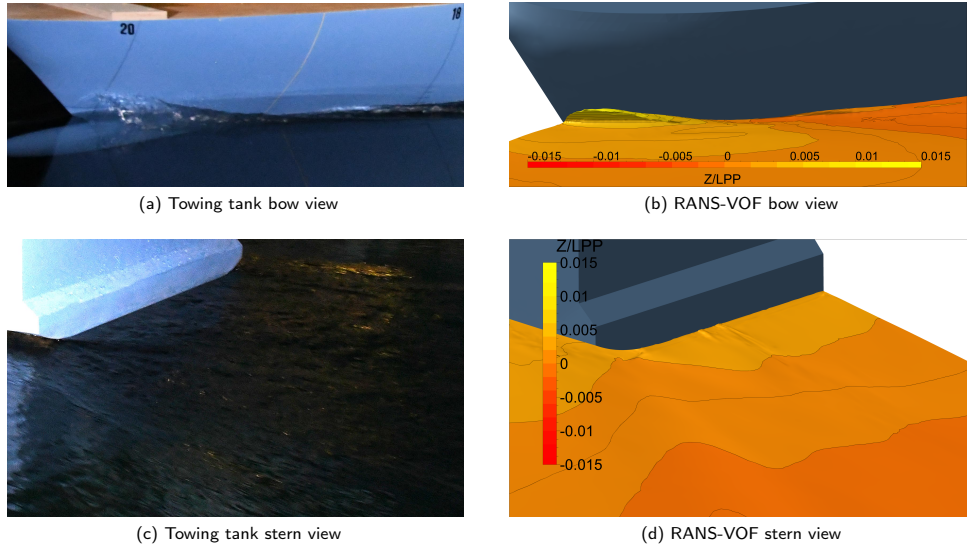 20
18
-0.015 -0.01 -0.005 0 0.005 0.01 0.015
Z/LPP
(a) Towing tank bow view
(b) RANS-VOF bow view
Z/LPP
0.015
0.01
0.005
0
-0.005
-0.01
-0.015
(c) Towing tank stern view
(d) RANS-VOF stern view